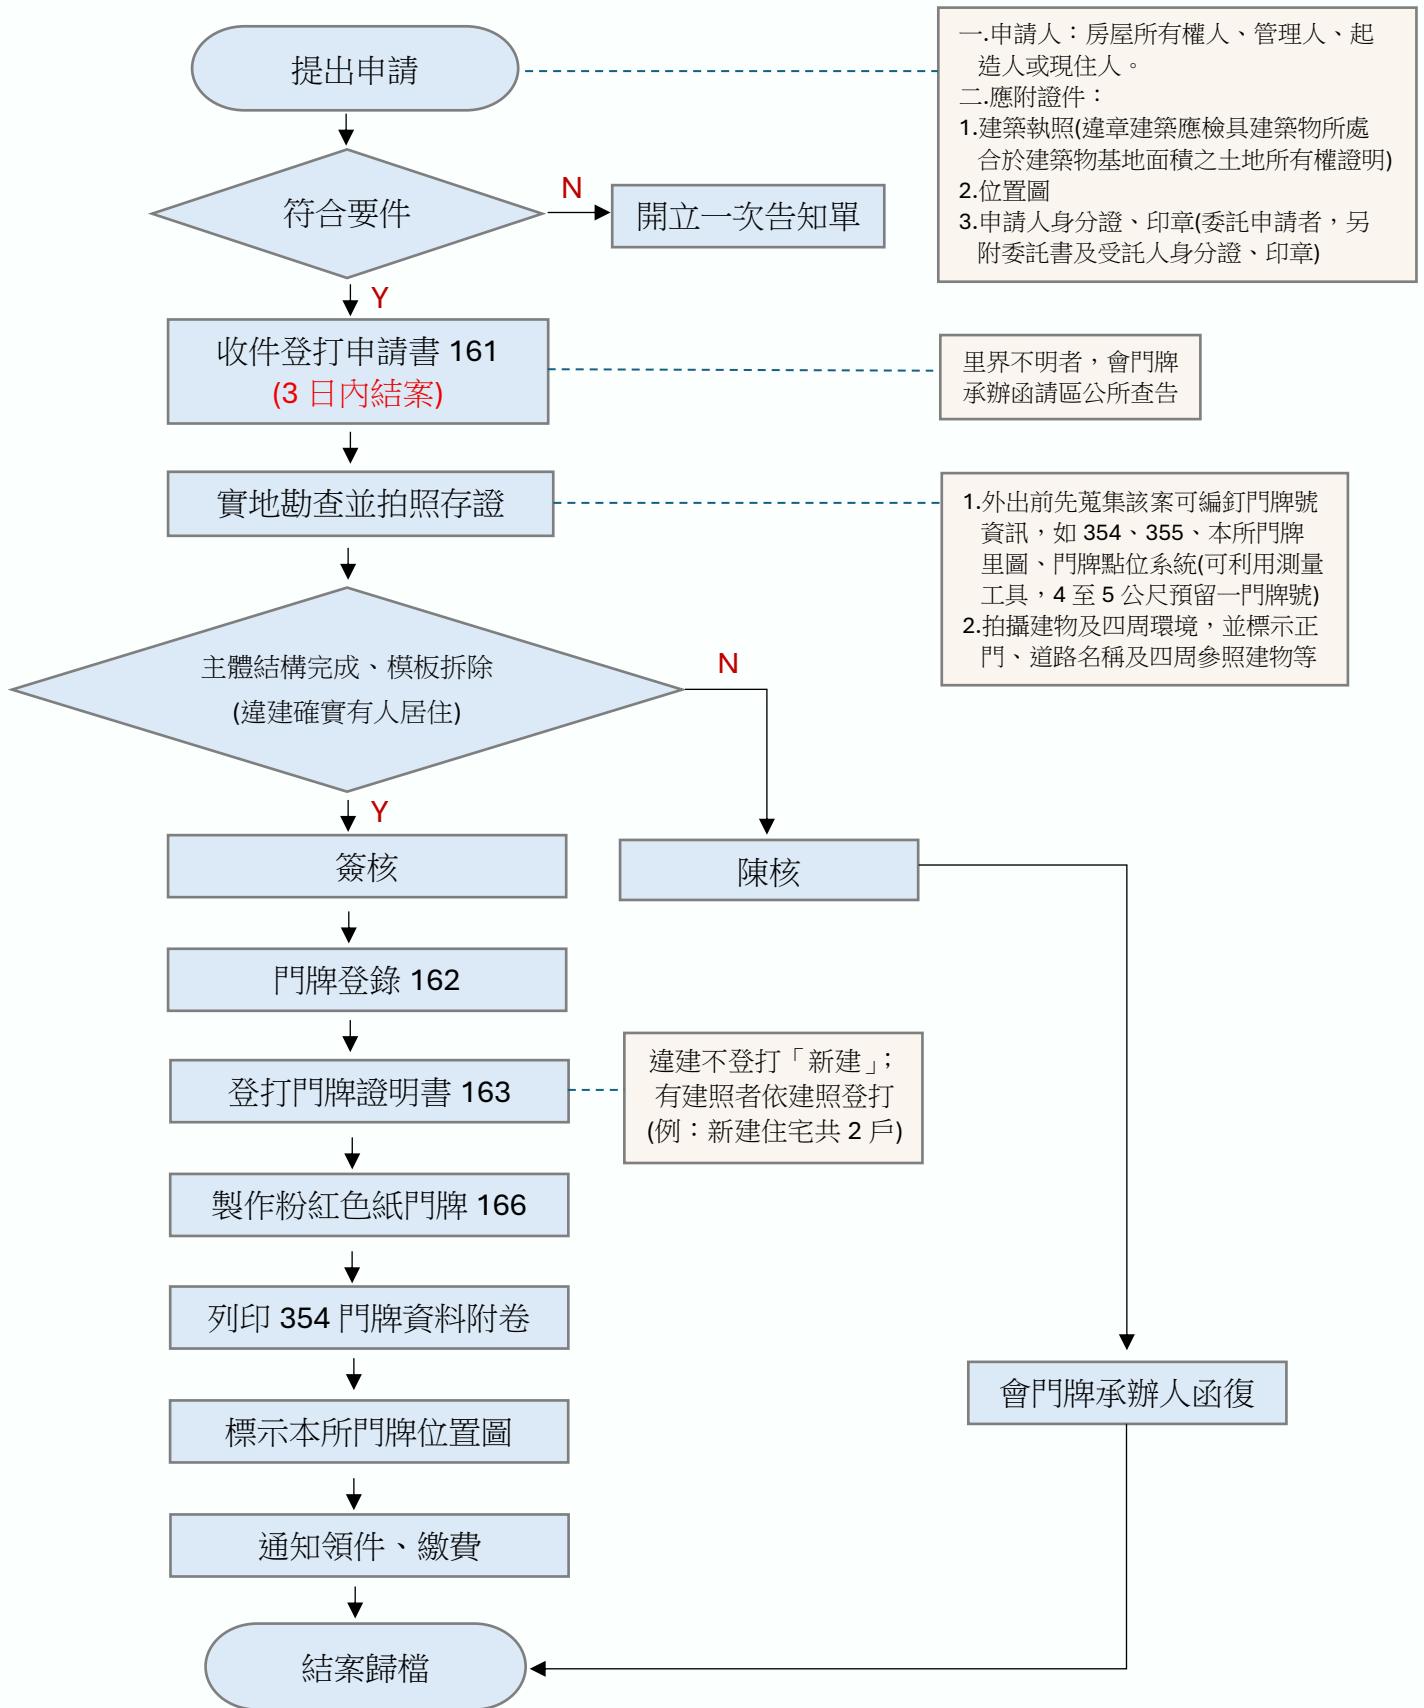 提出申請
一.申請人：房屋所有權人、管理人、起
造人或現住人。
二.應附證件：
1.建築執照(違章建築應檢具建築物所處
合於建築物基地面積之土地所有權證明)
2.位置圖
3.申請人身分證、印章(委託申請者，另
附委託書及受託人身分證、印章)
符合要件
N
開立一次告知單
Y
收件登打申請書 161
(3 日內結案)
里界不明者，會門牌
承辦函請區公所查告
實地勘查並拍照存證
1.外出前先蒐集該案可編釘門牌號
資訊，如 354、355、本所門牌
里圖、門牌點位系統(可利用測量
工具，4 至 5 公尺預留一門牌號)
2.拍攝建物及四周環境，並標示正
門、道路名稱及四周參照建物等
主體結構完成、模板拆除
(違建確實有人居住)
N
Y
簽核
陳核
門牌登錄 162
登打門牌證明書 163
違建不登打「新建」；
有建照者依建照登打
(例：新建住宅共 2 戶)
製作粉紅色紙門牌 166
列印 354 門牌資料附卷
會門牌承辦人函復
標示本所門牌位置圖
通知領件、繳費
結案歸檔